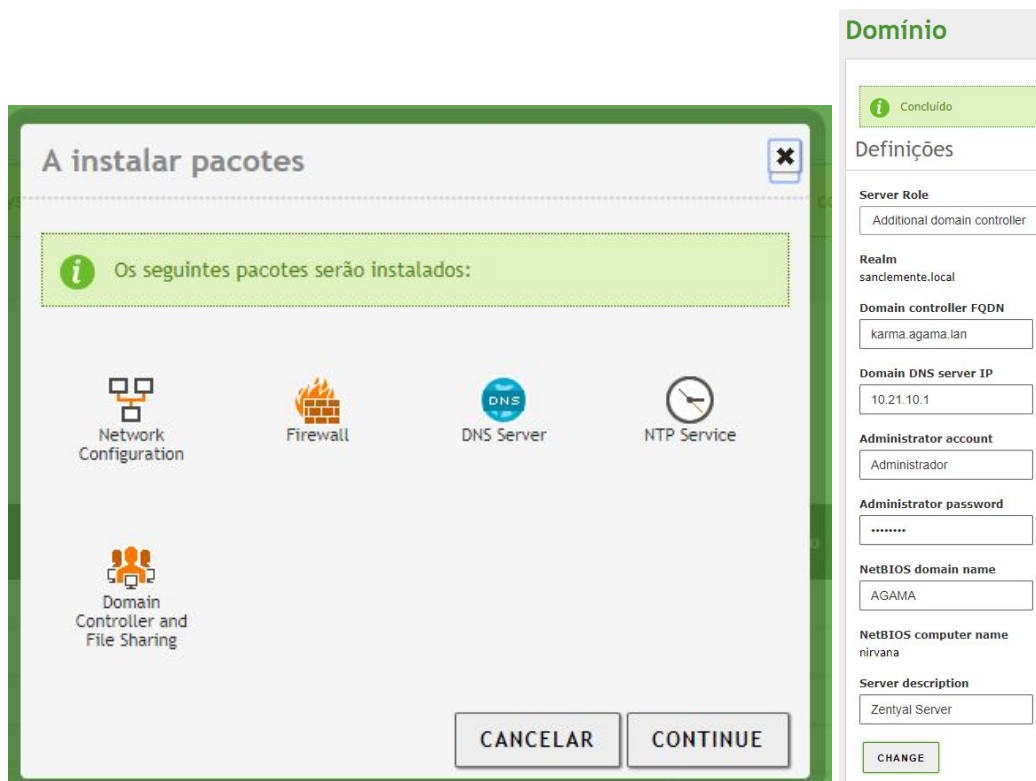 A instalar pacotes
Os seguintes pacotes serão instalados:
Network
Configuration
Firewall
DNS
DNS Server
NTP Service
Domain
Controller and
File Sharing
CANCELAR
CONTINUE
Domínio
Concluído
Definições
Server Role
Additional domain controller
Realm
sanclemente.local
Domain controller FQDN
karma.agama.lan
Domain DNS server IP
10.21.10.1
Administrator account
Administrador
Administrator password
••••••••
NetBIOS domain name
AGAMA
NetBIOS computer name
nirvana
Server description
Zentyal Server
CHANGE